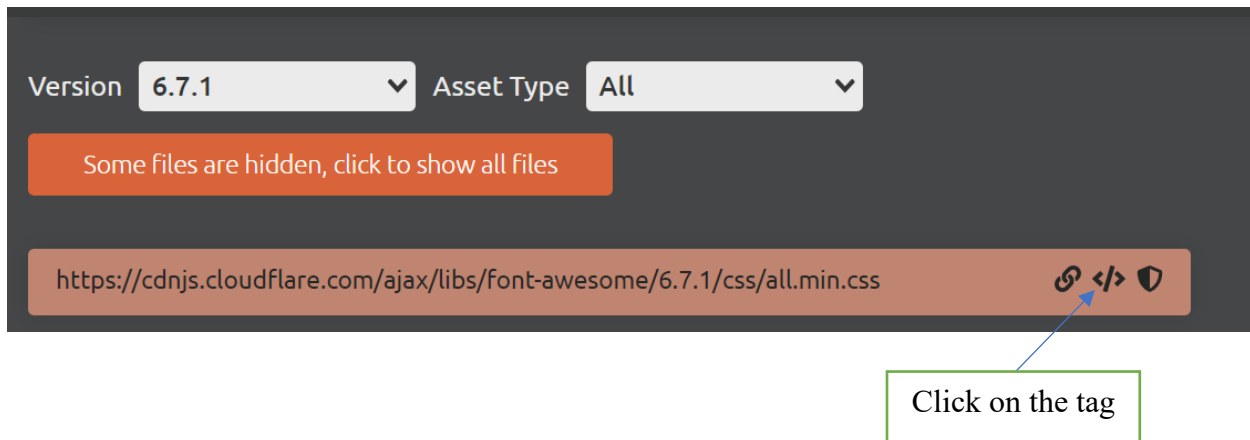 Version 6.7.1 Asset Type All
Some files are hidden, click to show all files
https://cdnjs.cloudflare.com/ajax/libs/font-awesome/6.7.1/css/all.min.css </>
Click on the tag